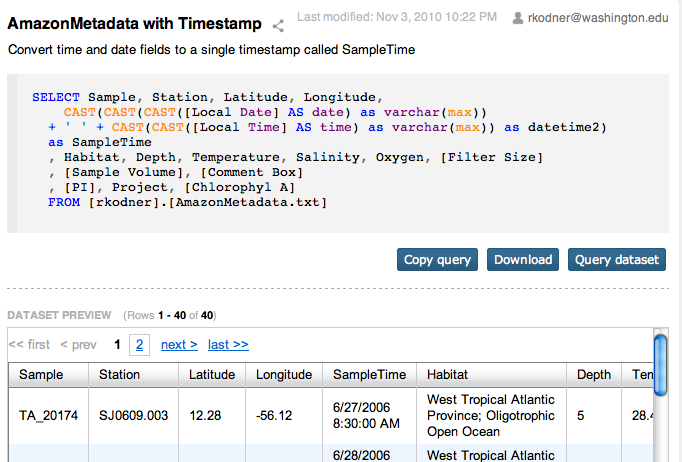 AmazonMetadata with Timestamp
Last modified: Nov 3, 2010 10:22 PM rkodner@washington.edu
Convert time and date fields to a single timestamp called SampleTime
SELECT Sample, Station, Latitude, Longitude,
CAST(CAST(CAST([Local Date] AS date) as varchar(max))
+ ' ' + CAST(CAST([Local Time] AS time) as varchar(max)) as datetime2)
as SampleTime
, Habitat, Depth, Temperature, Salinity, Oxygen, [Filter Size]
, [Sample Volume], [Comment Box]
, [PI], Project, [Chlorophyl A]
FROM [rkodner].[AmazonMetadata.txt]
Copy query Download Query dataset
DATASET PREVIEW (Rows 1 - 40 of 40)
<< first < prev 1 2 next > last >>
Sample Station Latitude Longitude SampleTime Habitat Depth Ten
TA_20174 SJ0609.003 12.28 -56.12 6/27/2006 8:30:00 AM West Tropical Atlantic Province; Oligotrophic Open Ocean 5 28.4
6/28/2006 West Tropical Atlantic